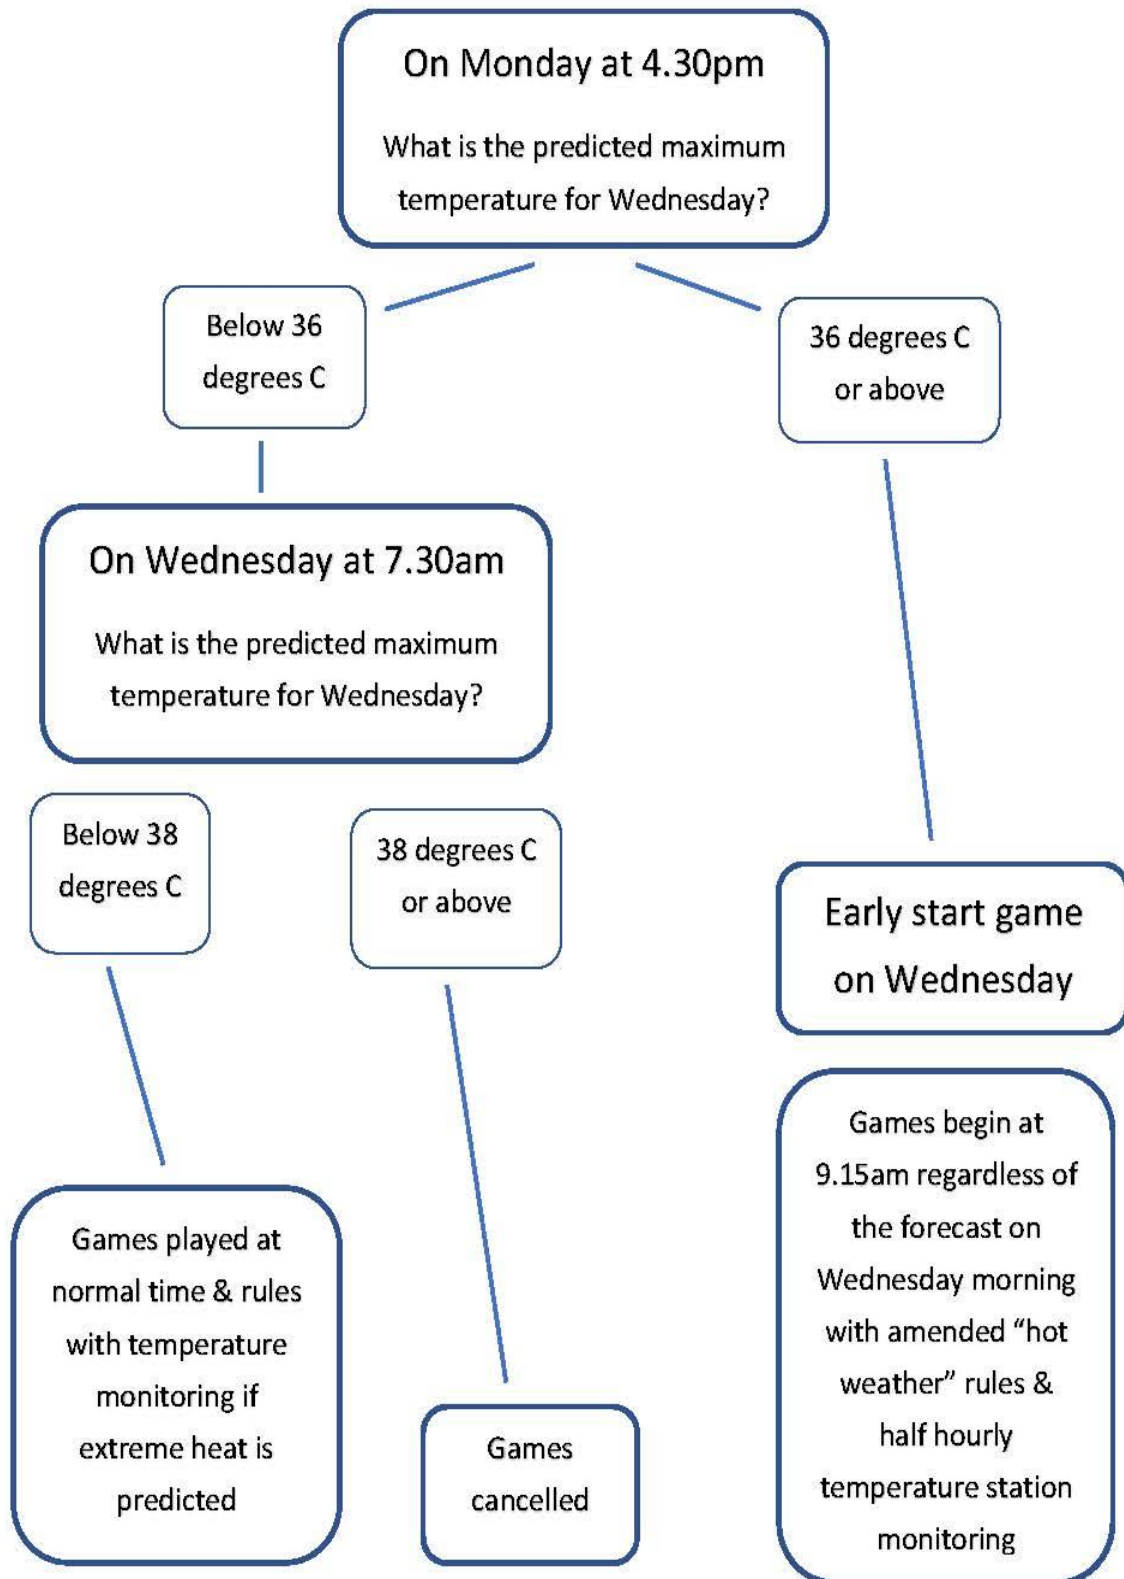 On Monday at 4.30pm
What is the predicted maximum
temperature for Wednesday?
Below 36
degrees C
36 degrees C
or above
On Wednesday at 7.30am
What is the predicted maximum
temperature for Wednesday?
Below 38
degrees C
38 degrees C
or above
Early start game
on Wednesday
Games played at
normal time & rules
with temperature
monitoring if
extreme heat is
predicted
Games
cancelled
Games begin at
9.15am regardless of
the forecast on
Wednesday morning
with amended “hot
weather” rules &
half hourly
temperature station
monitoring